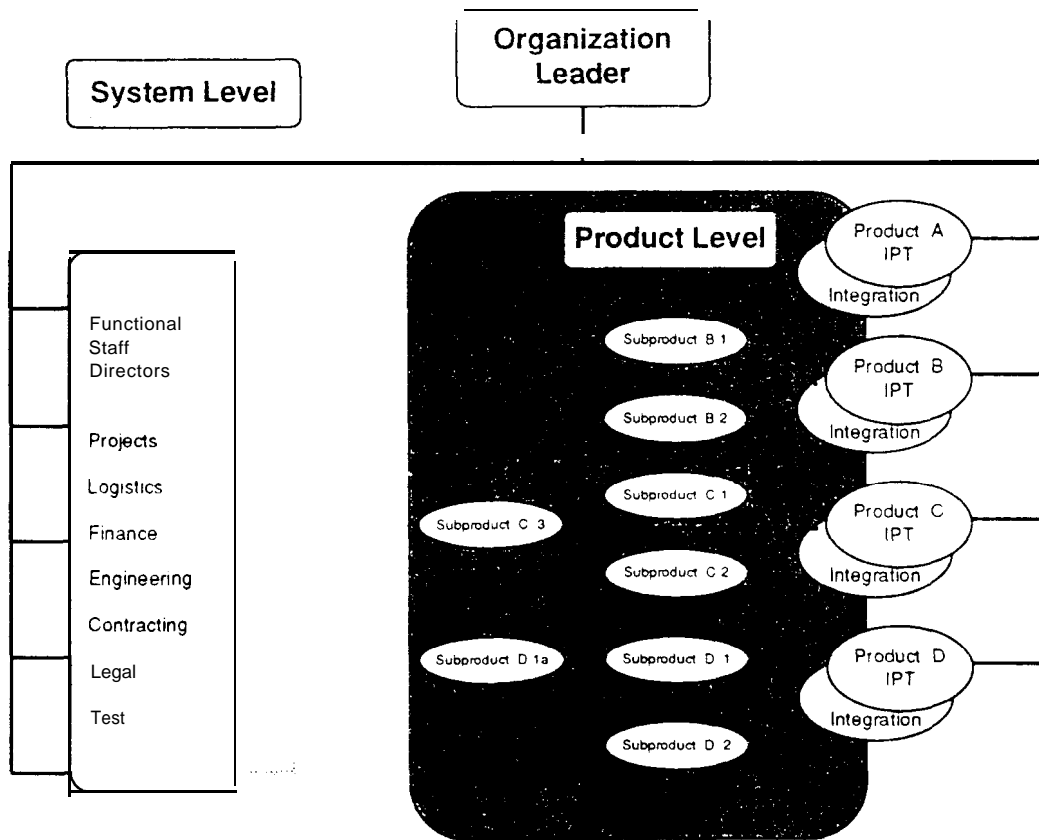 Organization
Leader
System Level
Product Level
Functional
Staff
Directors
Projects
Logistics
Finance
Engineering
Contracting
Legal
Test
Subproduct C 3
Subproduct D 1a
Subproduct B 1
Subproduct B 2
Subproduct C 1
Subproduct C 2
Subproduct D 1
Subproduct D 2
Product A
IPT
Integration
Product B
IPT
Integration
Product C
IPT
Integration
Product D
IPT
Integration